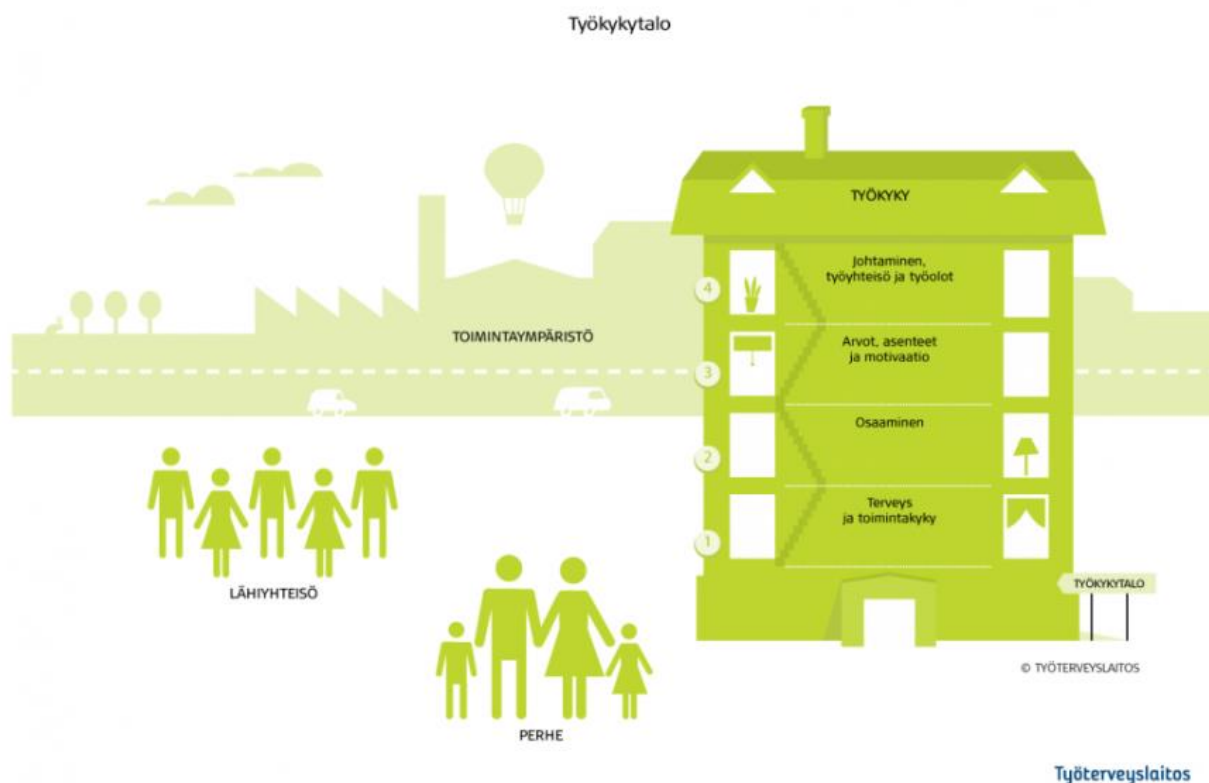 Työkykytalo
TYÖKYKY
4
Johtaminen,
työyhteisö ja työolot
TOIMINTAYMPÄRISTÖ
3
Arvot, asenteet
ja motivaatio
2
Osaaminen
1
Terveys
ja toimintakyky
LÄHIYHTEISÖ
TYÖKYKYTALO
PERHE
© TYÖTERVEYSLAITOS
Työterveyslaitos